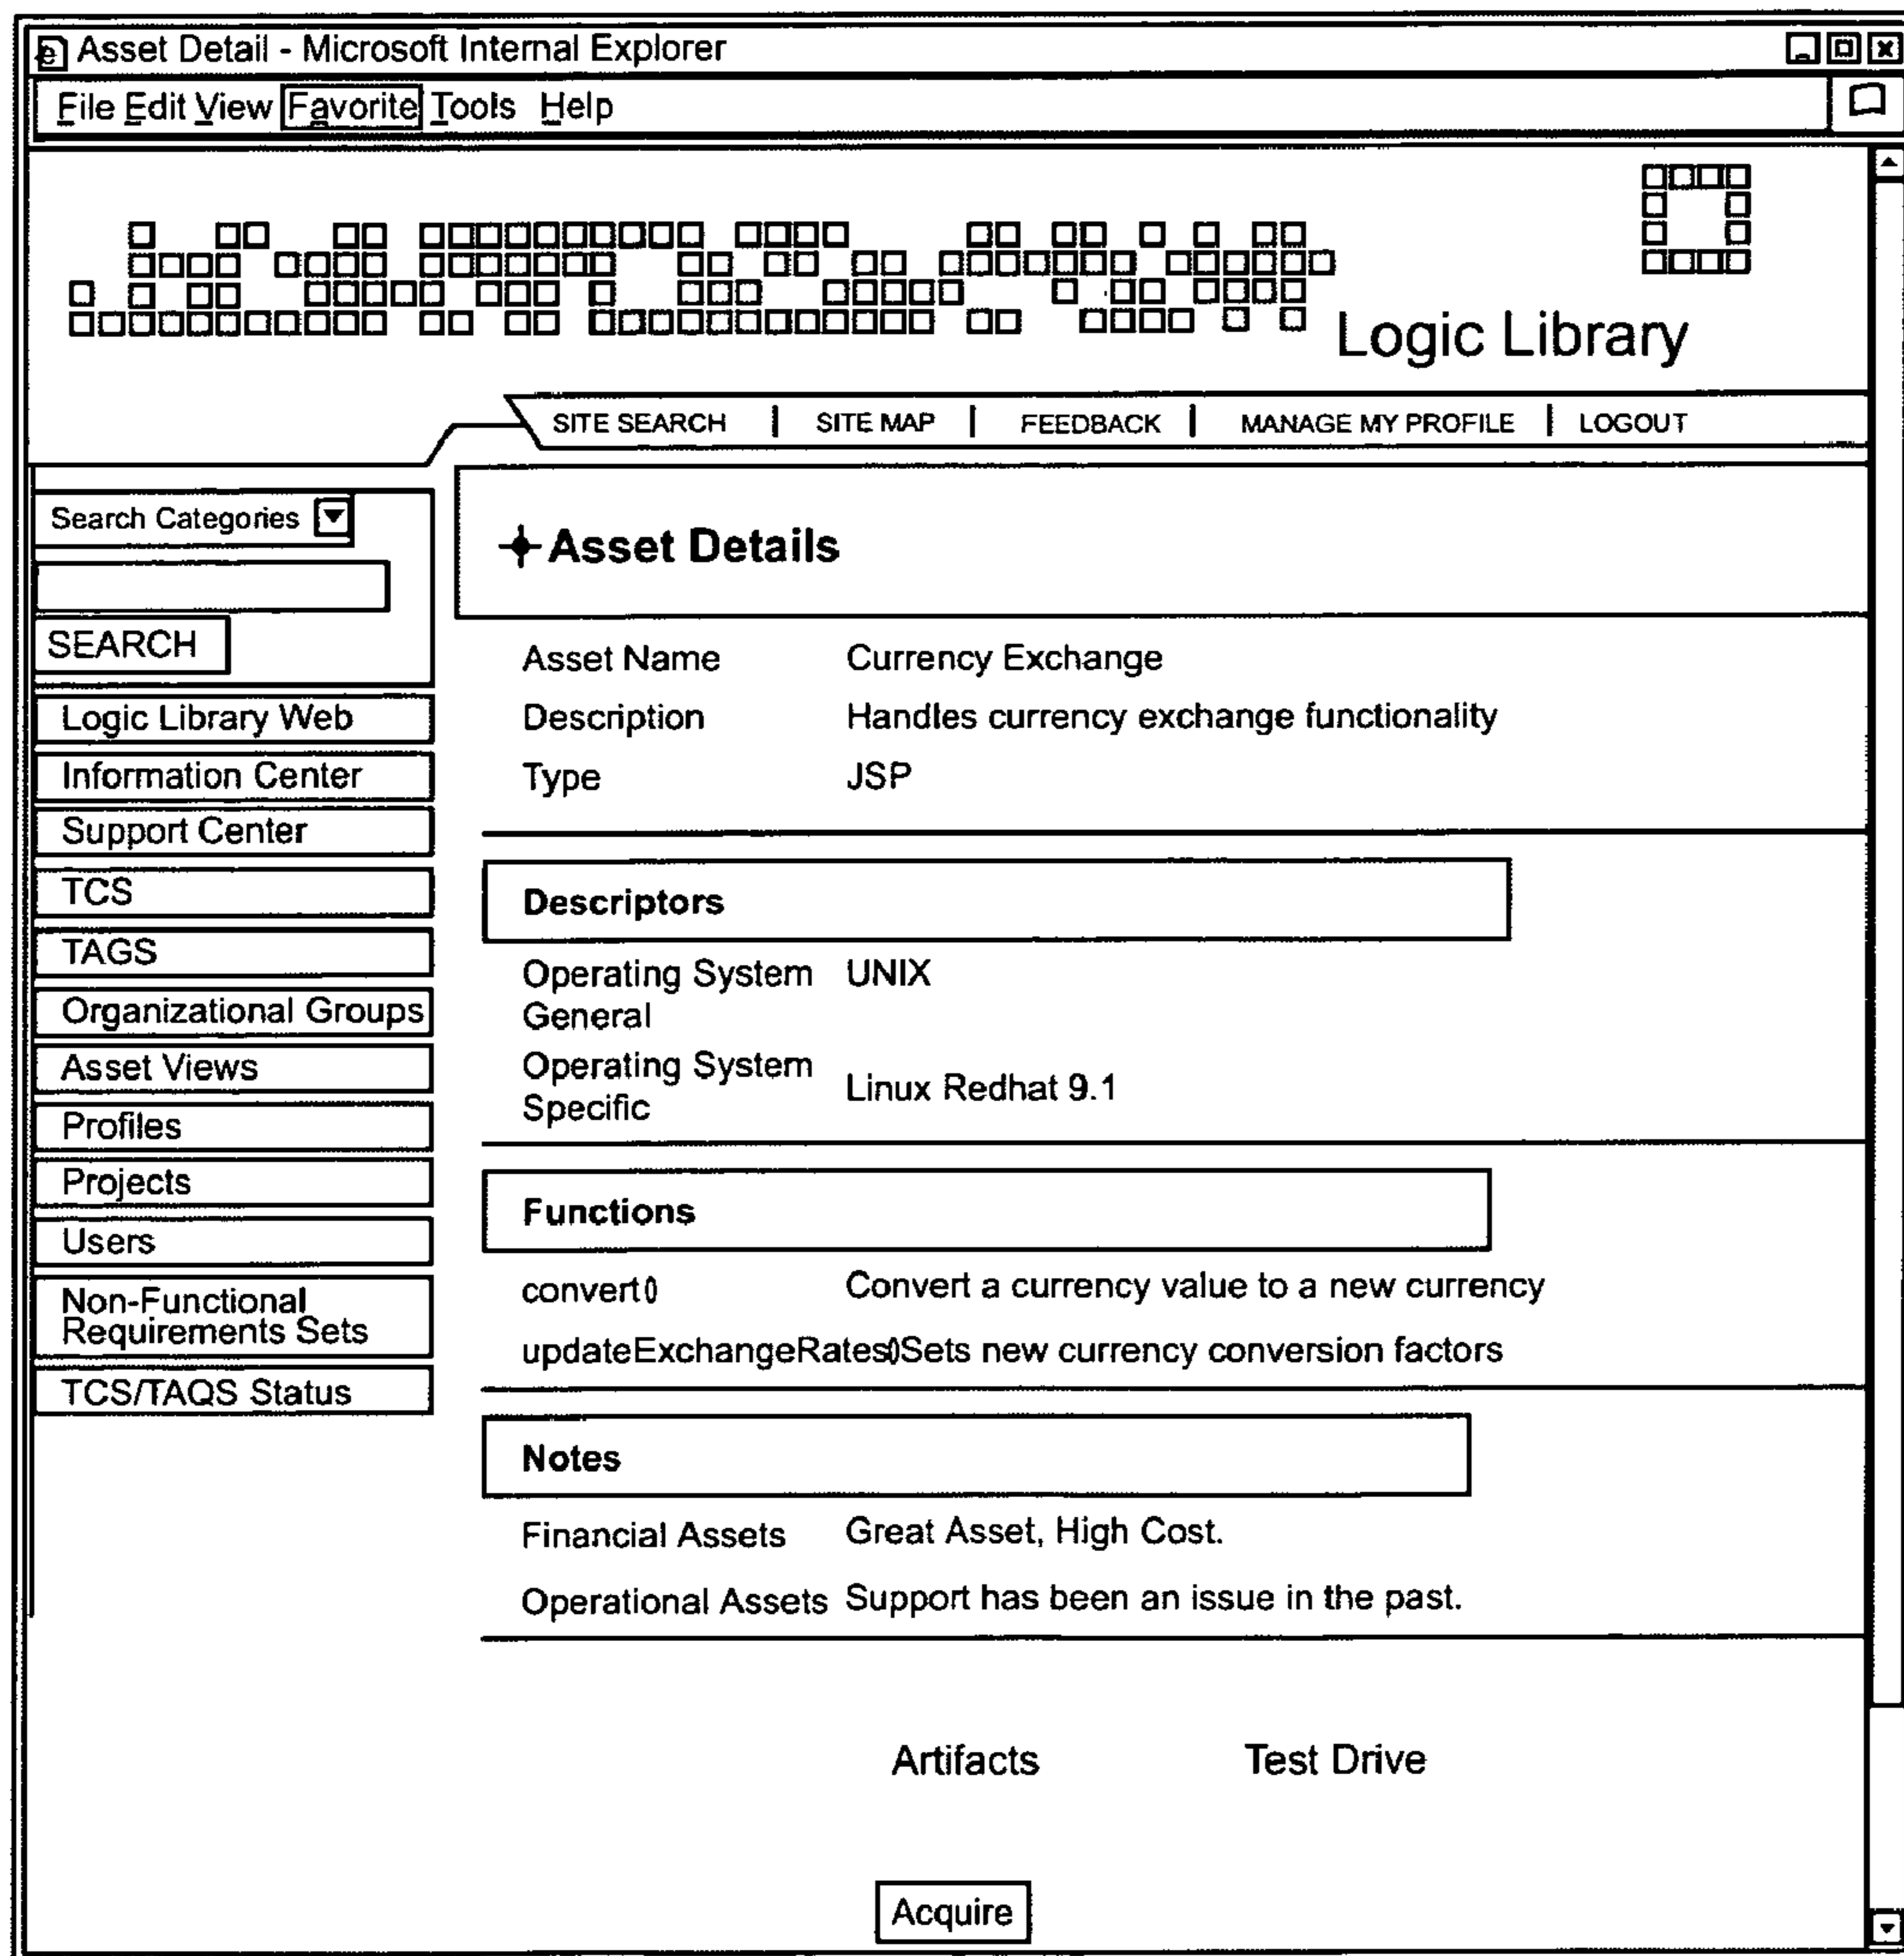 Asset Detail - Microsoft Internal Explorer
File Edit View Favorite Tools Help
Logic Library
SITE SEARCH | SITE MAP | FEEDBACK | MANAGE MY PROFILE | LOGOUT
Search Categories
SEARCH
Logic Library Web
Information Center
Support Center
TCS
TAGS
Organizational Groups
Asset Views
Profiles
Projects
Users
Non-Functional
Requirements Sets
TCS/TAQS Status
Asset Details
Asset Name Currency Exchange
Description Handles currency exchange functionality
Type JSP
Descriptors
Operating System UNIX
General
Operating System
Specific Linux Redhat 9.1
Functions
convert() Convert a currency value to a new currency
updateExchangeRates() Sets new currency conversion factors
Notes
Financial Assets Great Asset, High Cost.
Operational Assets Support has been an issue in the past.
Artifacts Test Drive
Acquire